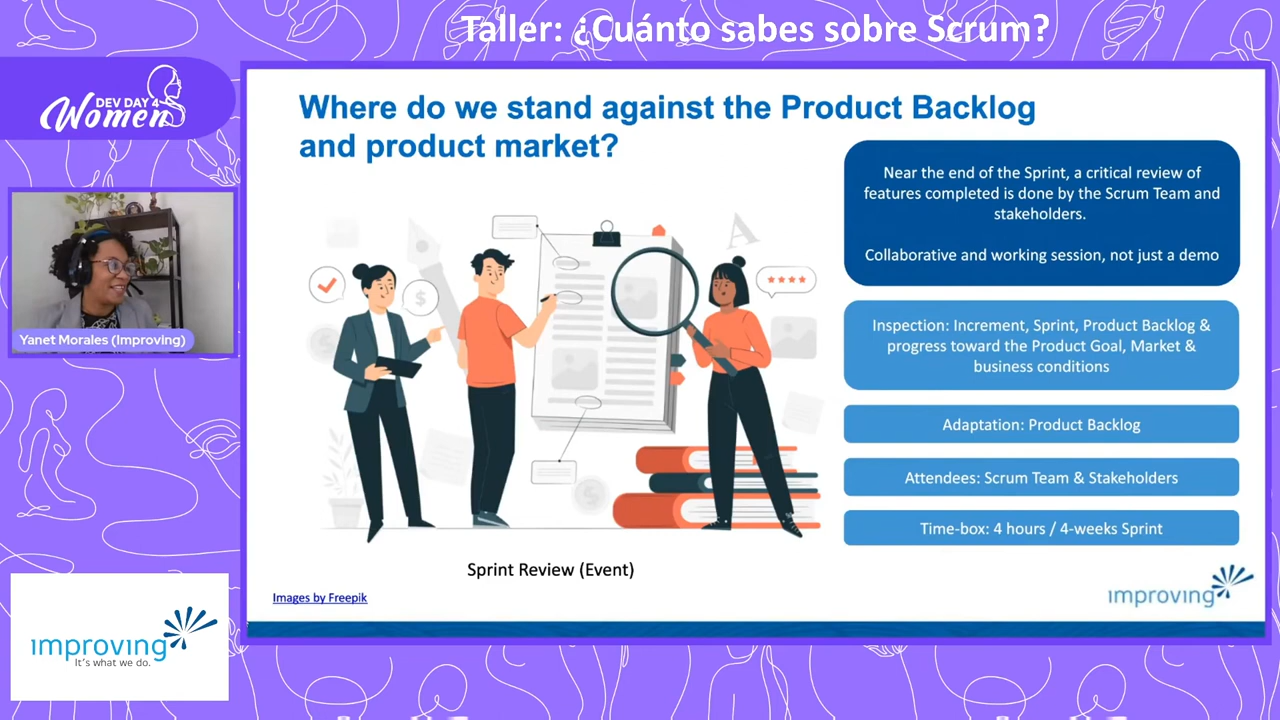 Taller: ¿Cuánto sabes sobre Scrum?
DEV DAY 4
Women
Yanet Morales (Improving)
improving
It's what we do.
Where do we stand against the Product Backlog
and product market?
A
$
$
$
Near the end of the Sprint, a critical review of
features completed is done by the Scrum Team and
stakeholders.
Collaborative and working session, not just a demo
Inspection: Increment, Sprint, Product Backlog &
progress toward the Product Goal, Market &
business conditions
Adaptation: Product Backlog
Attendees: Scrum Team & Stakeholders
Time-box: 4 hours / 4-weeks Sprint
Sprint Review (Event)
Images by Freepik
improving